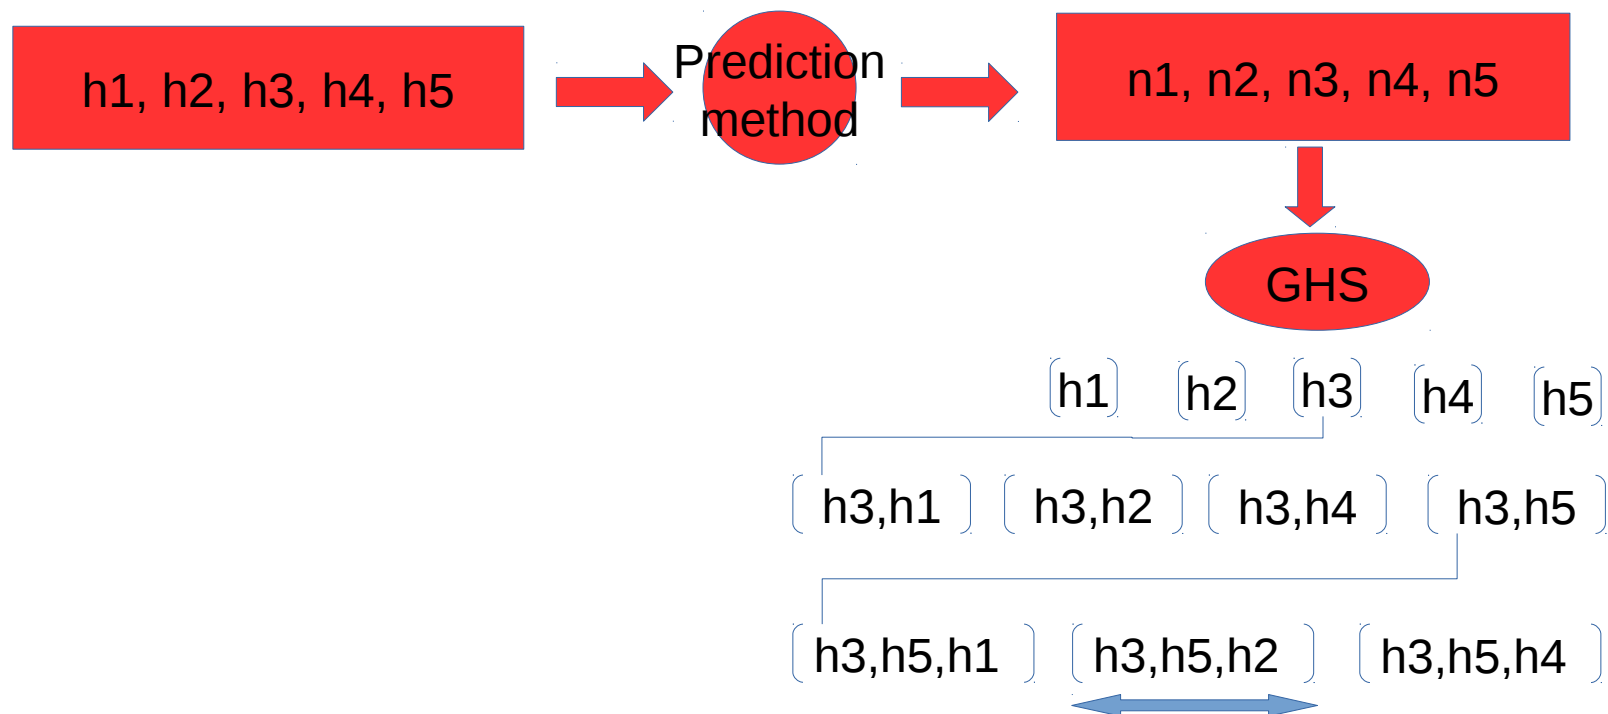 h1, h2, h3, h4, h5
Prediction
method
n1, n2, n3, n4, n5
GHS
h1 h2 h3 h4 h5
h3,h1 h3,h2 h3,h4 h3,h5
h3,h5,h1 h3,h5,h2 h3,h5,h4